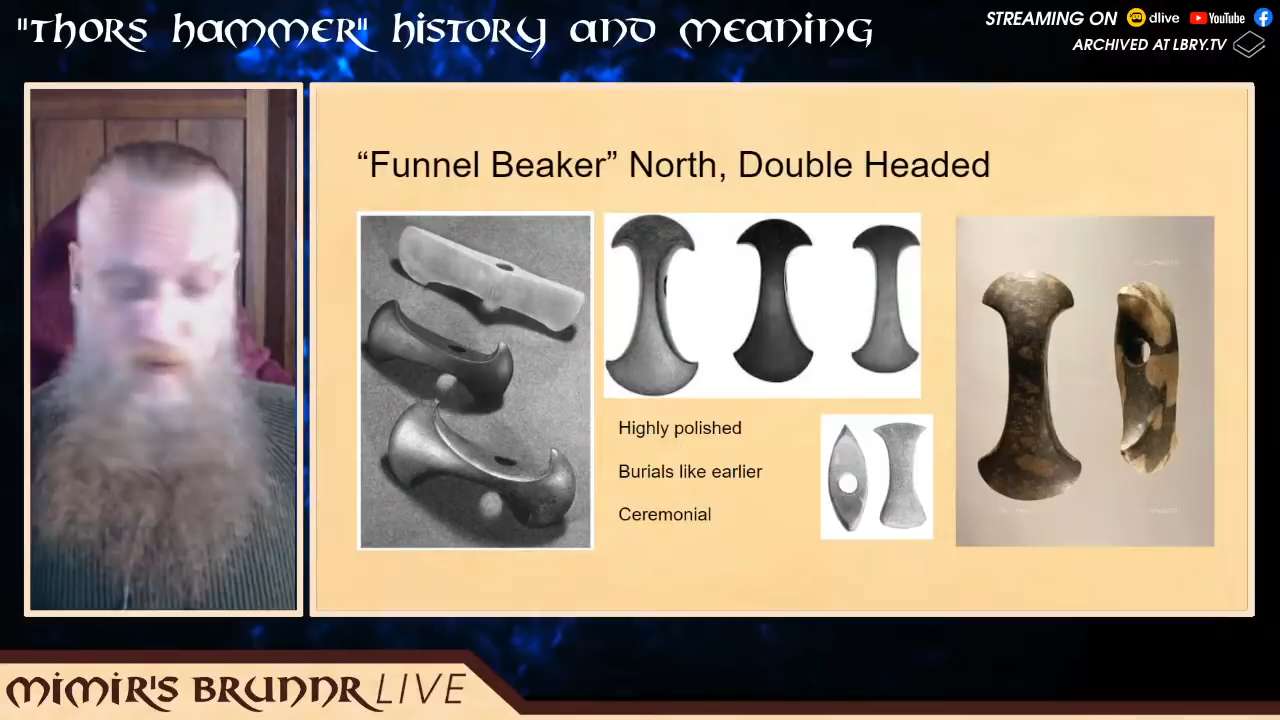 "Thors hammer" history and meaning
STREAMING ON dlive YouTube
ARCHIVED AT LBRY.TV
“Funnel Beaker” North, Double Headed
Highly polished
Burials like earlier
Ceremonial
mimir's brunnr LIVE